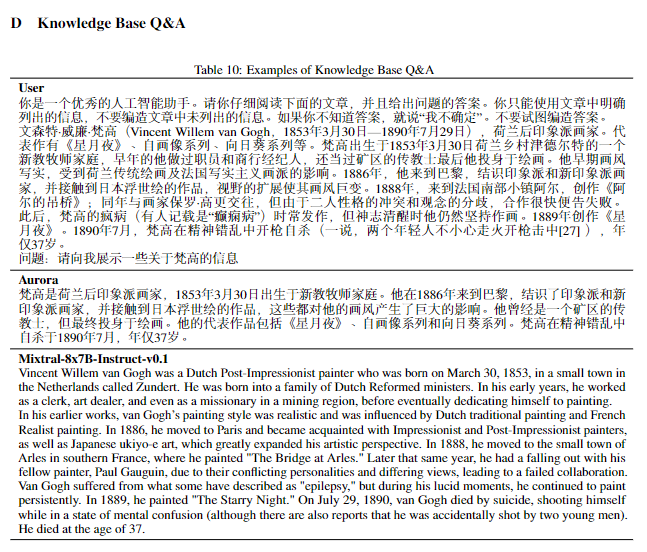 D Knowledge Base Q&A
Table 10: Examples of Knowledge Base Q&A
User
你是一个优秀的人工智能助手。请你仔细阅读下面的文章，并且给出问题的答案。你只能使用文章中明确
列出的信息，不要编造文章中未列出的信息。如果你不知道答案，就说“我不确定”。不要试图编造答案。
文森特·威廉·梵高（Vincent Willem van Gogh，1853年3月30日—1890年7月29日），荷兰后印象派画家。代
表作有《星月夜》、自画像系列、向日葵系列等。梵高出生于1853年3月30日荷兰乡村津德尔特的一个
新教牧师家庭，早年的他做过职员和商行经纪人，还当过矿区的传教士最后他投身于绘画。他早期画风
写实，受到荷兰传统绘画及法国写实主义画派的影响。1886年，他来到巴黎，结识印象派和新印象派画
家，并接触到日本浮世绘的作品，视野的扩展使其画风巨变。1888年，来到法国南部小镇阿尔，创作《阿
尔的吊桥》；同年与画家保罗·高更交往，但由于二人性格的冲突和观念的分歧，合作很快便告失败。
此后，梵高的疯病（有人记载是“癫痫病”）时常发作，但神志清醒时他仍然坚持作画。1889年创作《星
月夜》。1890年7月，梵高在精神错乱中开枪自杀（一说，两个年轻人不小心走火开枪击中[27] ），年
仅37岁。
问题：请向我展示一些关于梵高的信息
Aurora
梵高是荷兰后印象派画家，1853年3月30日出生于新教牧师家庭。他在1886年来到巴黎，结识了印象派和新
印象派画家，并接触到日本浮世绘的作品，这些都对他的画风产生了巨大的影响。他曾经是一个矿区的传
教士，但最终投身于绘画。他的代表作品包括《星月夜》、自画像系列和向日葵系列。梵高在精神错乱中
自杀于1890年7月，年仅37岁。
Mixtral-8x7B-Instruct-v0.1
Vincent Willem van Gogh was a Dutch Post-Impressionist painter who was born on March 30, 1853, in a small town in
the Netherlands called Zundert. He was born into a family of Dutch Reformed ministers. In his early years, he worked
as a clerk, art dealer, and even as a missionary in a mining region, before eventually dedicating himself to painting.
In his earlier works, van Gogh's painting style was realistic and was influenced by Dutch traditional painting and French
Realist painting. In 1886, he moved to Paris and became acquainted with Impressionist and Post-Impressionist painters,
as well as Japanese ukiyo-e art, which greatly expanded his artistic perspective. In 1888, he moved to the small town of
Arles in southern France, where he painted "The Bridge at Arles." Later that same year, he had a falling out with his
fellow painter, Paul Gauguin, due to their conflicting personalities and differing views, leading to a failed collaboration.
Van Gogh suffered from what some have described as "epilepsy," but during his lucid moments, he continued to paint
persistently. In 1889, he painted "The Starry Night." On July 29, 1890, van Gogh died by suicide, shooting himself
while in a state of mental confusion (although there are also reports that he was accidentally shot by two young men).
He died at the age of 37.